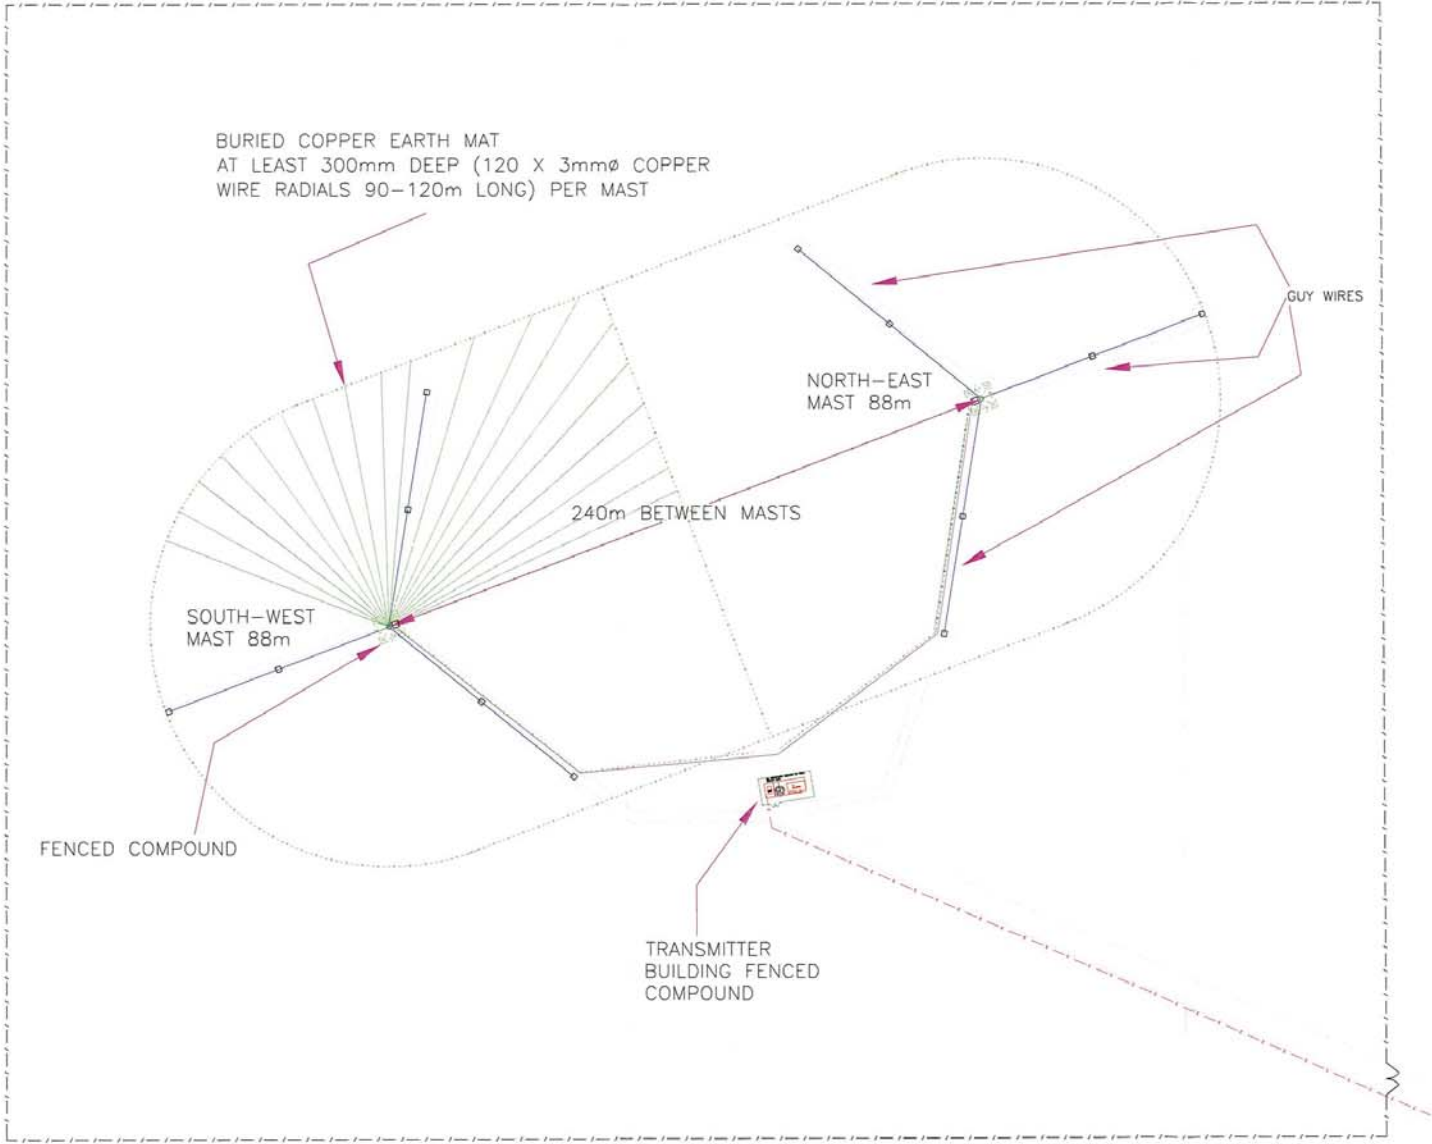 BURIED COPPER EARTH MAT
AT LEAST 300mm DEEP (120 X 3mmø COPPER
WIRE RADIALS 90-120m LONG) PER MAST
GUY WIRES
NORTH-EAST
MAST 88m
240m BETWEEN MASTS
SOUTH-WEST
MAST 88m
FENCED COMPOUND
TRANSMITTER
BUILDING FENCED
COMPOUND